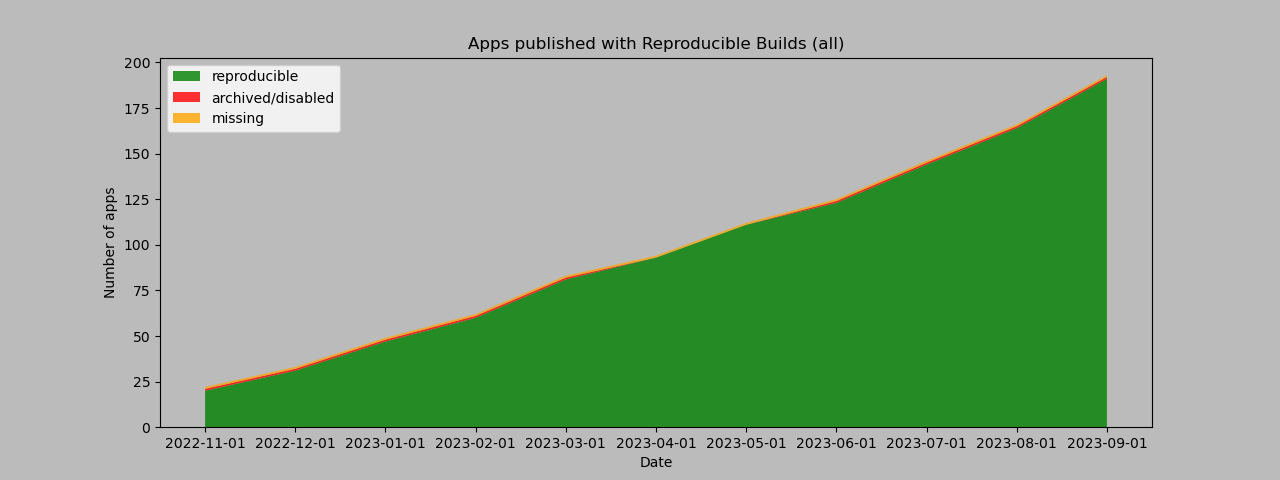 Apps published with Reproducible Builds (all)
200
175
150
125
100
75
50
25
0
Number of apps
reproducible
archived/disabled
missing
2022-11-01 2022-12-01 2023-01-01 2023-02-01 2023-03-01 2023-04-01 2023-05-01 2023-06-01 2023-07-01 2023-08-01 2023-09-01
Date